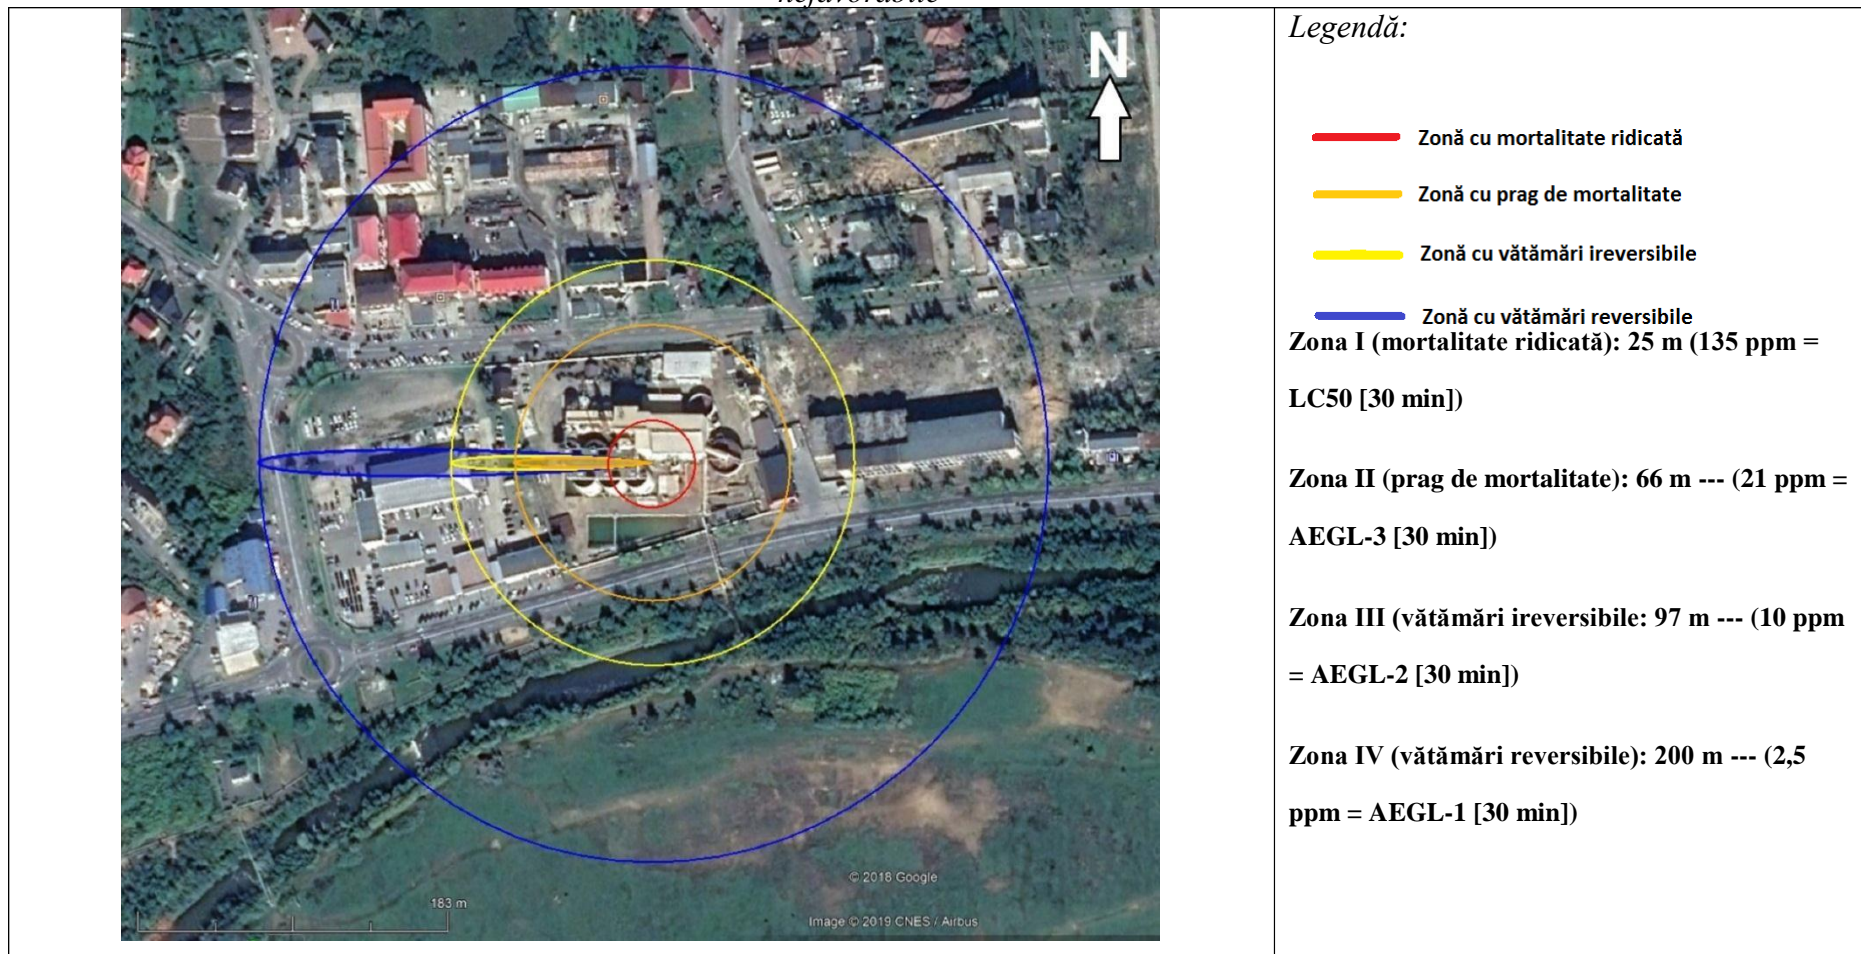 nefavorabile
N
183 m
© 2018 Google
Image © 2019 CNES / Airbus
Legendă:
Zonă cu mortalitate ridicată
Zonă cu prag de mortalitate
Zonă cu vătămări ireversibile
Zonă cu vătămări reversibile
Zona I (mortalitate ridicată): 25 m (135 ppm =
LC50 [30 min])
Zona II (prag de mortalitate): 66 m --- (21 ppm =
AEGL-3 [30 min])
Zona III (vătămări ireversibile: 97 m --- (10 ppm
= AEGL-2 [30 min])
Zona IV (vătămări reversibile): 200 m --- (2,5
ppm = AEGL-1 [30 min])